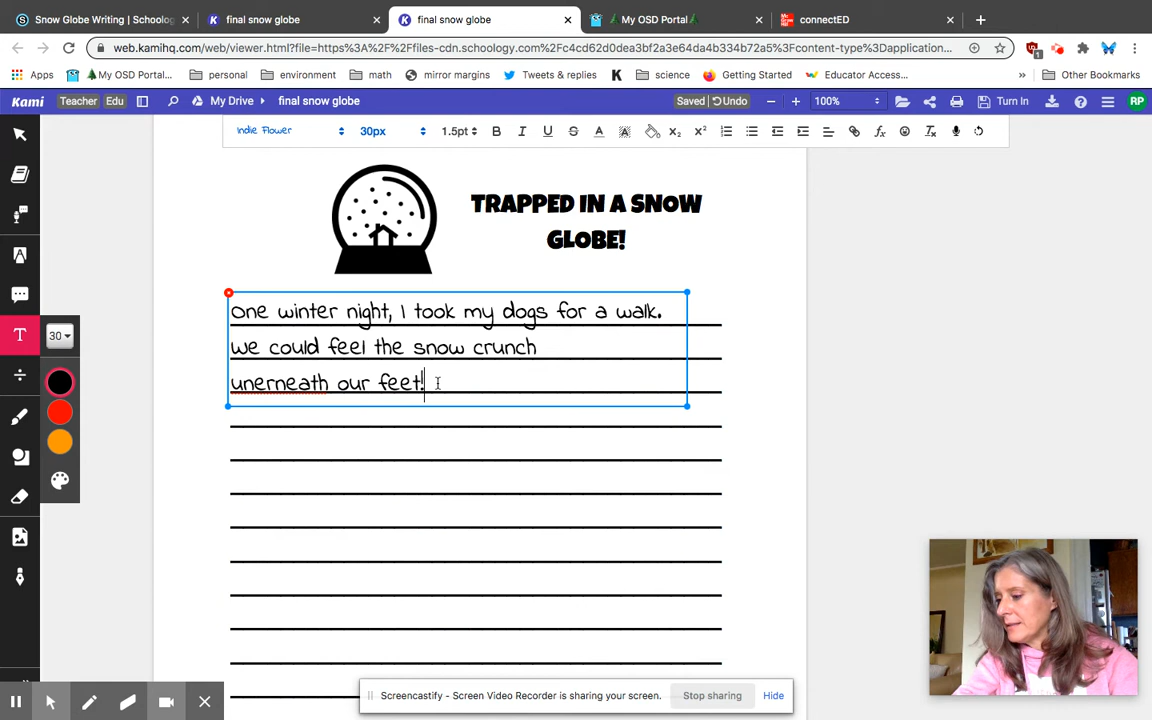 Snow Globe Writing | Schoolog
final snow globe
final snow globe
My OSD Portal
connectED
web.kamihq.com/web/viewer.html?file=https%3A%2F%2Ffiles-cdn.schoology.com%2Fc4cd62d0dea3bf2a3e64da4b334b72a5%3Fcontent-type%3Dapplication...
Apps My OSD Portal... personal environment math mirror margins Tweets & replies K science Getting Started Educator Access... » Other Bookmarks
Kami Teacher Edu My Drive final snow globe Saved Undo 100% Turn In RP
Indie Flower 30px 1.5pt B I U S A A X₂ X² fx
TRAPPED IN A SNOW
GLOBE!
One winter night, I took my dogs for a walk.
We could feel the snow crunch
unerneath our feet!
T 30
Screencastify - Screen Video Recorder is sharing your screen. Stop sharing Hide